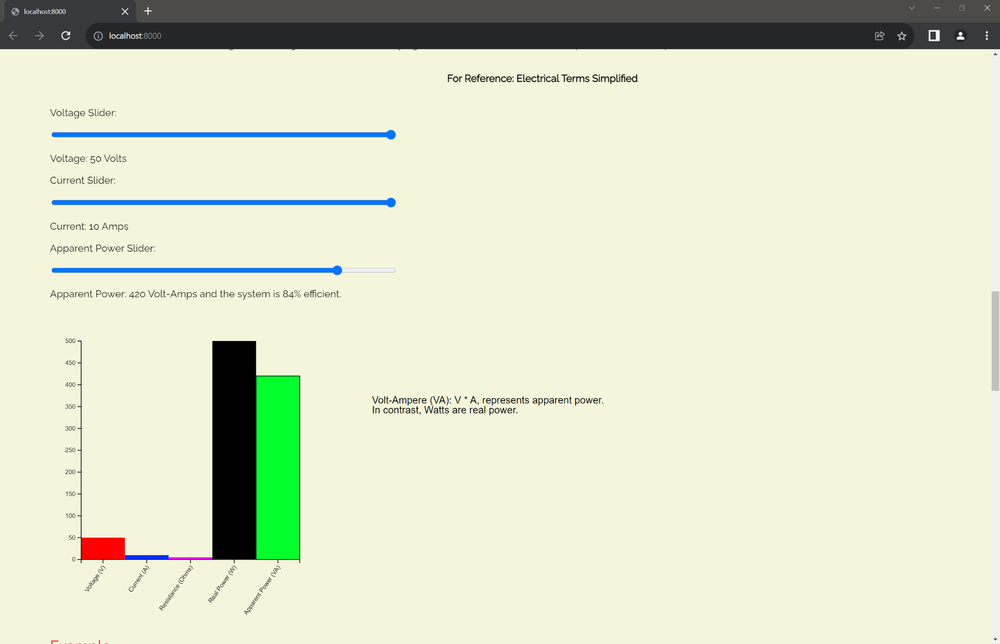 localhost:8000
localhost:8000
For Reference: Electrical Terms Simplified
Voltage Slider:
Voltage: 50 Volts
Current Slider:
Current: 10 Amps
Apparent Power Slider:
Apparent Power: 420 Volt-Amps and the system is 84% efficient.
500
450
400
350
300
250
200
150
100
50
0
Volt-Ampere (VA): V * A, represents apparent power.
In contrast, Watts are real power.
Voltage (V)
Current (A)
Resistance (Ohms)
Real Power (W)
Apparent Power (VA)